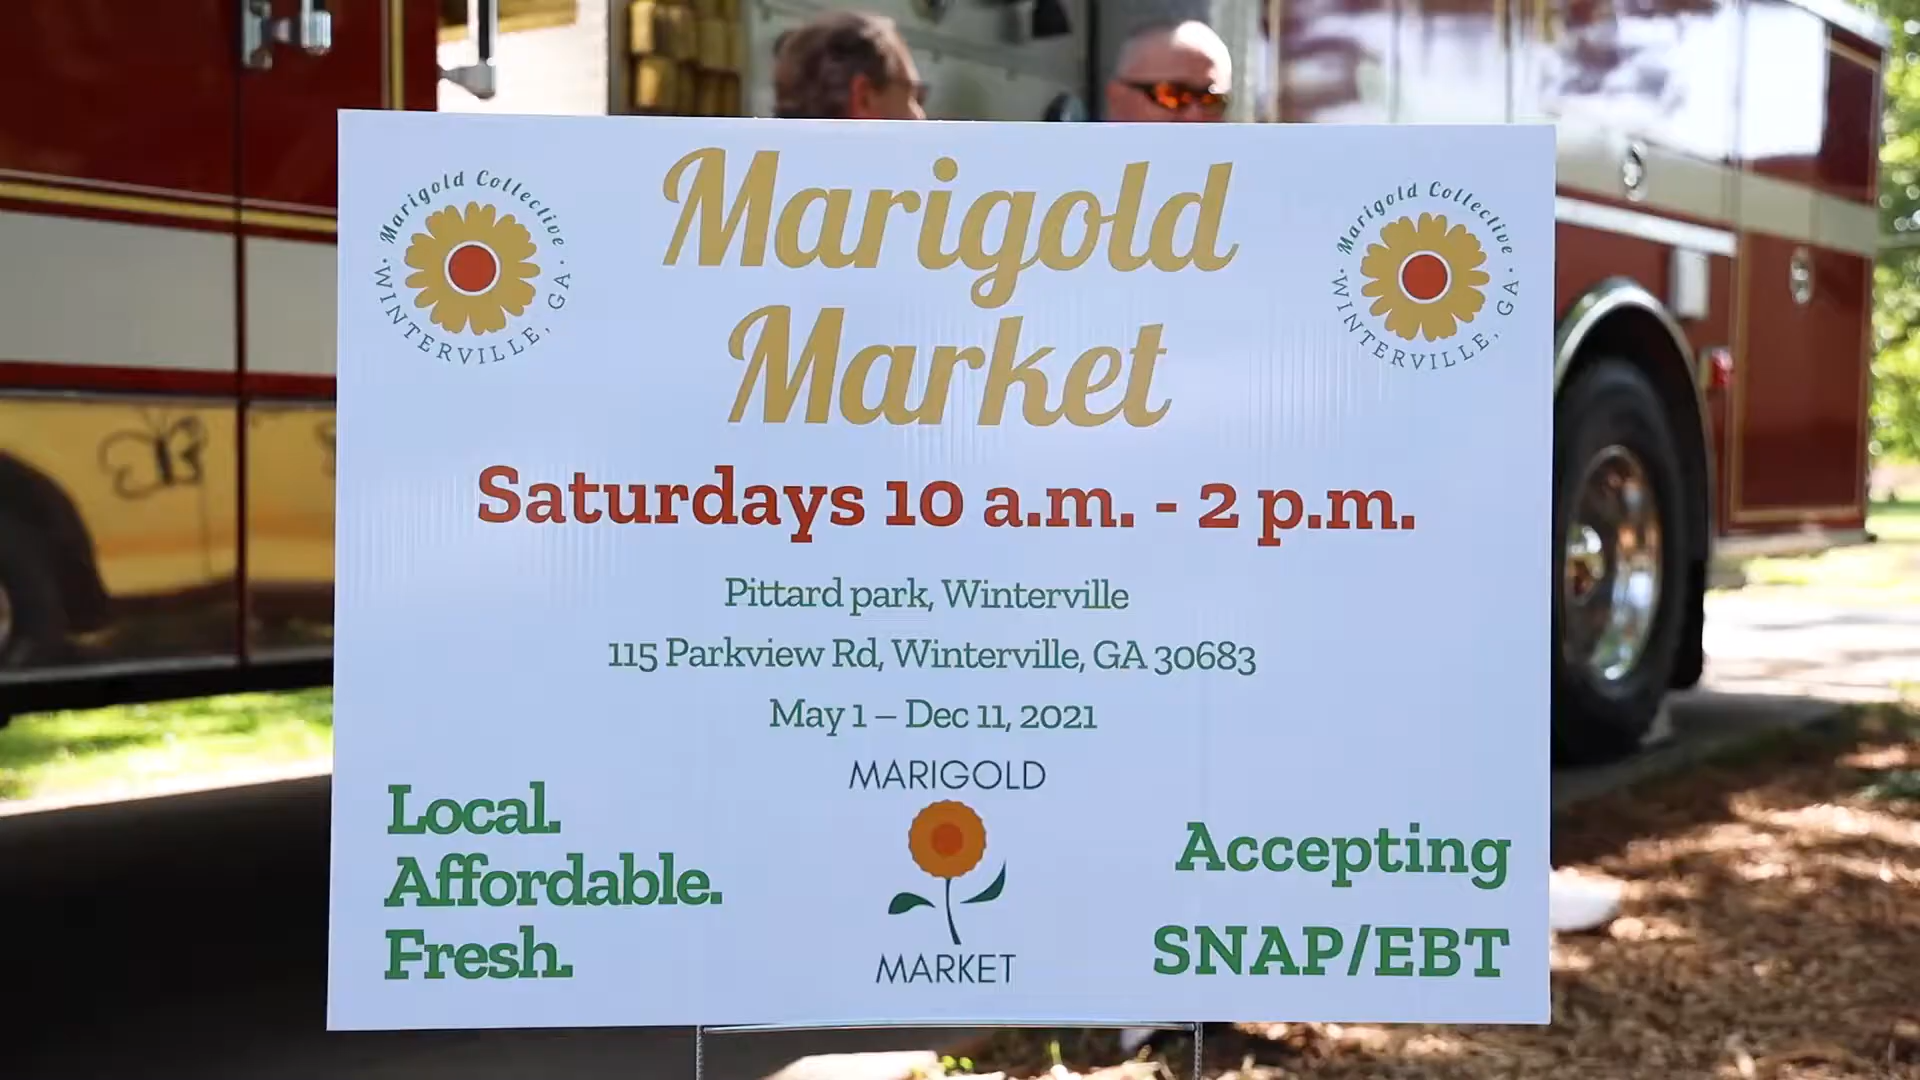 Marigold Collective
WINTERVILLE, GA
Marigold
Market
Marigold Collective
WINTERVILLE, GA
Saturdays 10 a.m. - 2 p.m.
Pittard park, Winterville
115 Parkview Rd, Winterville, GA 30683
May 1 – Dec 11, 2021
MARIGOLD
MARKET
Local.
Affordable.
Fresh.
Accepting
SNAP/EBT